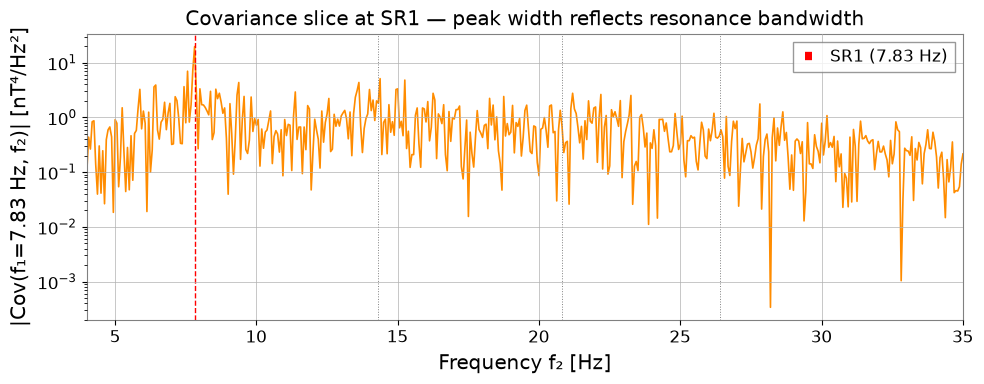 Covariance slice at SR1 — peak width reflects resonance bandwidth
|Cov(f₁=7.83 Hz, f₂)| [nT⁴/Hz²]
SR1 (7.83 Hz)
10¹
10⁰
10⁻¹
10⁻²
10⁻³
5 10 15 20 25 30 35
Frequency f₂ [Hz]